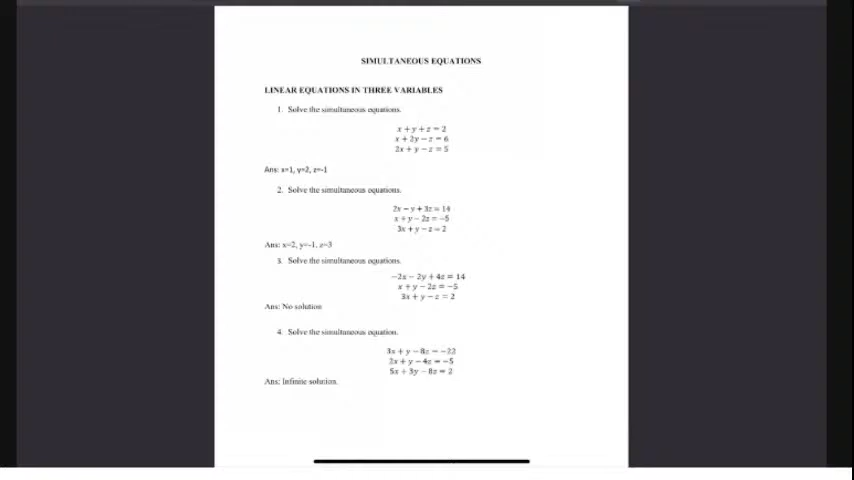 SIMULTANEOUS EQUATIONS
LINEAR EQUATIONS IN THREE VARIABLES
1. Solve the simultaneous equations.
x + y + z = 2
x + 2y − z = 6
2x + y − z = 5
Ans: x=1, y=2, z=-1
2. Solve the simultaneous equations.
2x − y + 3z = 14
x + y − 2z = −5
3x + y − z = 2
Ans: x=2, y=-1, z=3
3. Solve the simultaneous equations.
−2x − 2y + 4z = 14
x + y − 2z = −5
3x + y − z = 2
Ans: No solution
4. Solve the simultaneous equation.
3x + y − 8z = −22
2x + y − 4z = −5
5x + 3y − 8z = 2
Ans: Infinite solution.